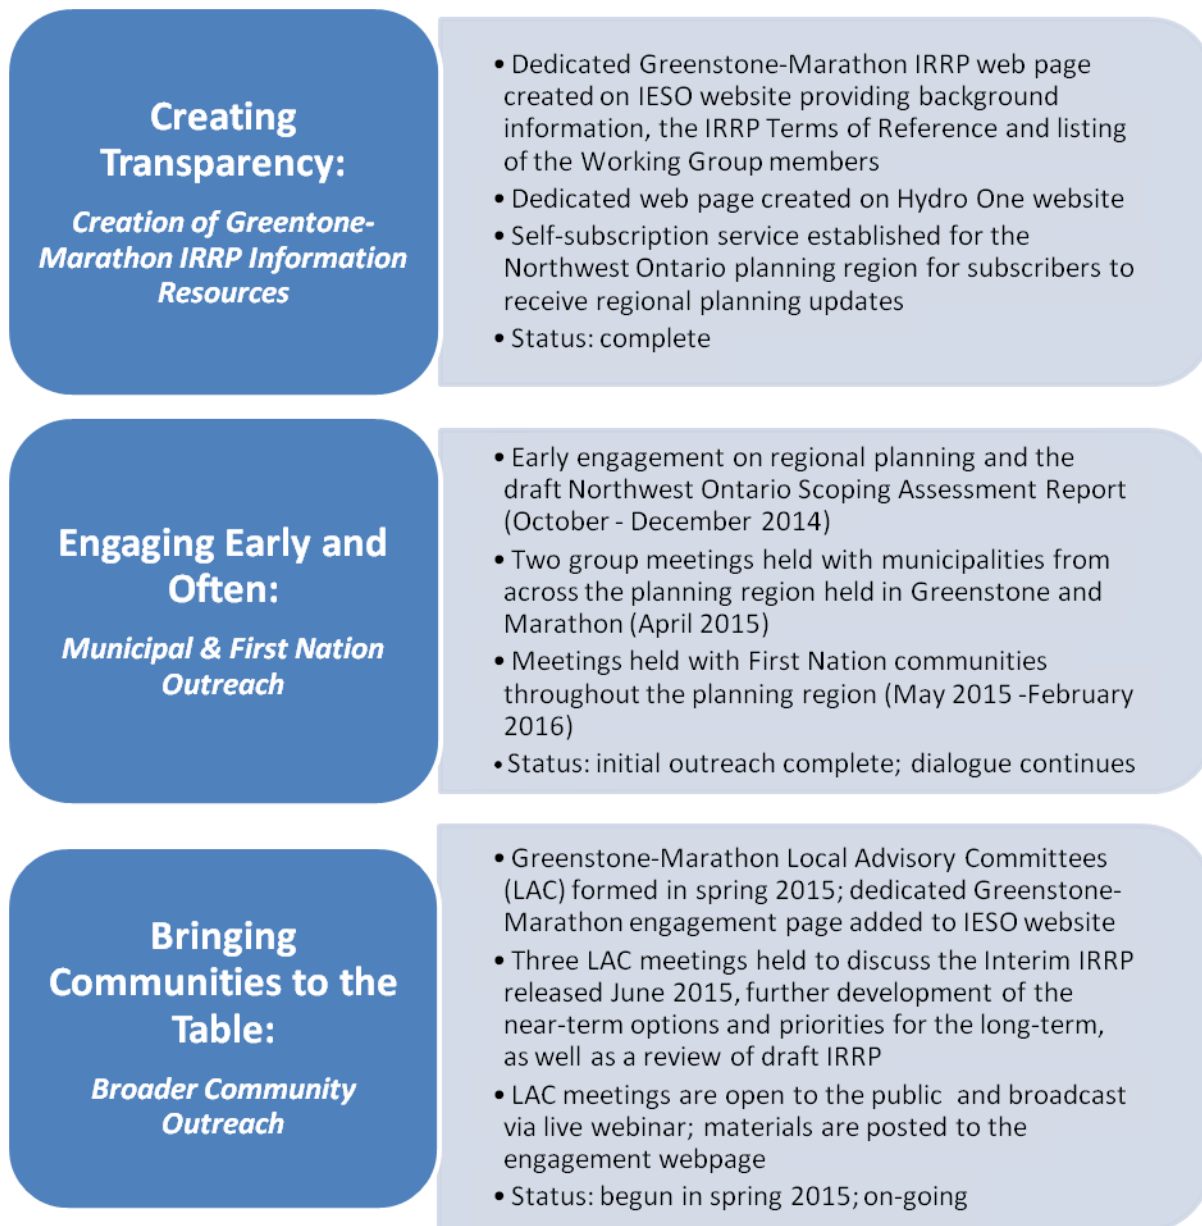 Creating
Transparency:
Creation of Greentone-
Marathon IRRP Information
Resources
• Dedicated Greenstone-Marathon IRRP web page
created on IESO website providing background
information, the IRRP Terms of Reference and listing
of the Working Group members
• Dedicated web page created on Hydro One website
• Self-subscription service established for the
Northwest Ontario planning region for subscribers to
receive regional planning updates
• Status: complete
Engaging Early and
Often:
Municipal & First Nation
Outreach
• Early engagement on regional planning and the
draft Northwest Ontario Scoping Assessment Report
(October - December 2014)
• Two group meetings held with municipalities from
across the planning region held in Greenstone and
Marathon (April 2015)
• Meetings held with First Nation communities
throughout the planning region (May 2015 -February
2016)
• Status: initial outreach complete; dialogue continues
Bringing
Communities to the
Table:
Broader Community
Outreach
• Greenstone-Marathon Local Advisory Committees
(LAC) formed in spring 2015; dedicated Greenstone-
Marathon engagement page added to IESO website
• Three LAC meetings held to discuss the Interim IRRP
released June 2015, further development of the
near-term options and priorities for the long-term,
as well as a review of draft IRRP
• LAC meetings are open to the public  and broadcast
via live webinar; materials are posted to the
engagement webpage
• Status: begun in spring 2015; on-going